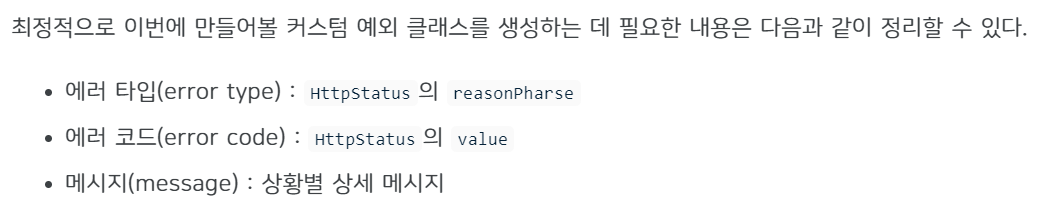 최정적으로 이번에 만들어볼 커스텀 예외 클래스를 생성하는 데 필요한 내용은 다음과 같이 정리할 수 있다.
• 에러 타입(error type) : HttpStatus 의 reasonPharse
• 에러 코드(error code) : HttpStatus 의 value
• 메시지(message) : 상황별 상세 메시지